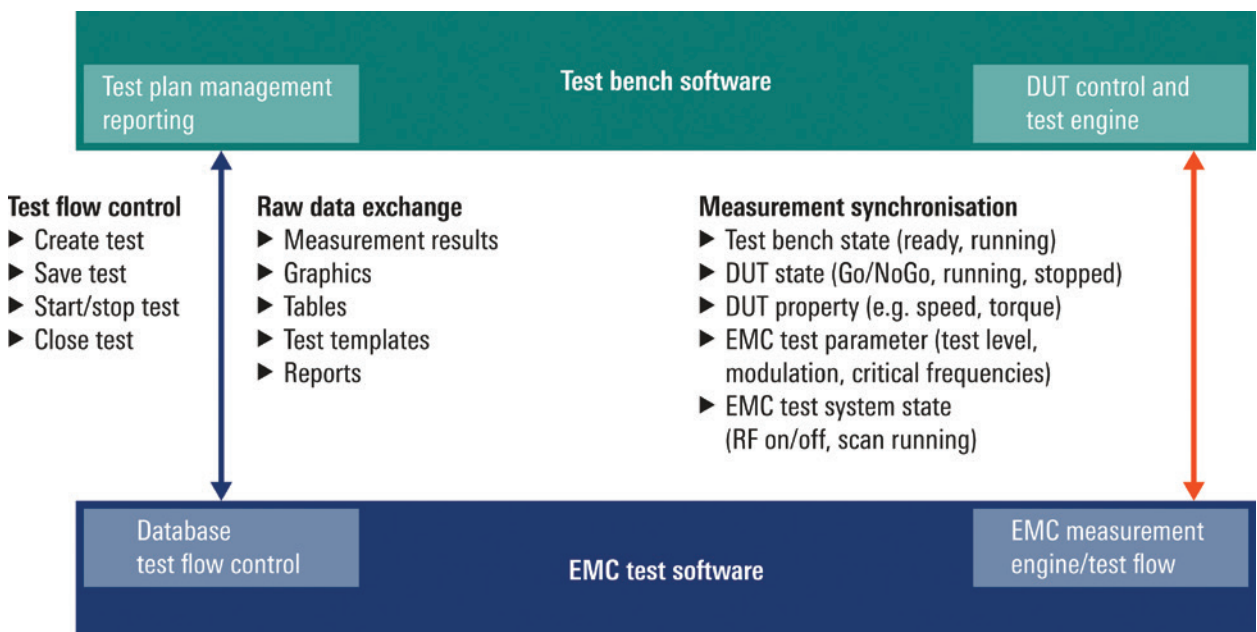 Test plan management
reporting
Test bench software
DUT control and
test engine
Test flow control
► Create test
► Save test
► Start/stop test
► Close test
Raw data exchange
► Measurement results
► Graphics
► Tables
► Test templates
► Reports
Measurement synchronisation
► Test bench state (ready, running)
► DUT state (Go/NoGo, running, stopped)
► DUT property (e.g. speed, torque)
► EMC test parameter (test level,
modulation, critical frequencies)
► EMC test system state
(RF on/off, scan running)
Database
test flow control
EMC test software
EMC measurement
engine/test flow